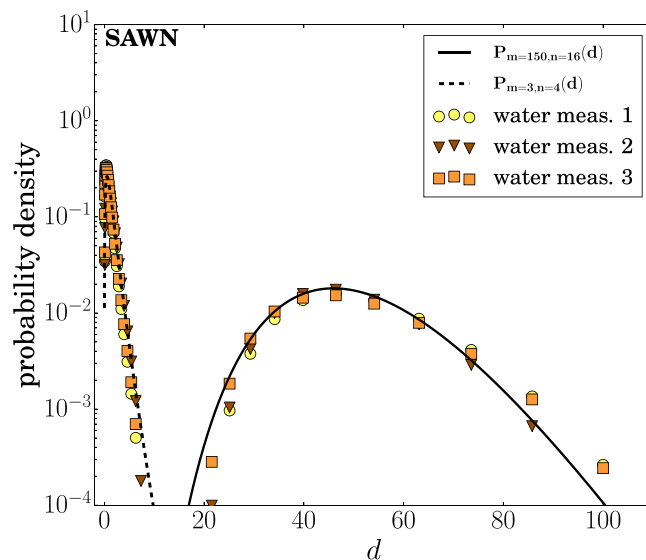 SAWN
P_{m=150,n=16}(d)
P_{m=3,n=4}(d)
water meas. 1
water meas. 2
water meas. 3
probability density
10^1
10^0
10^{-1}
10^{-2}
10^{-3}
10^{-4}
0 20 40 60 80 100
d